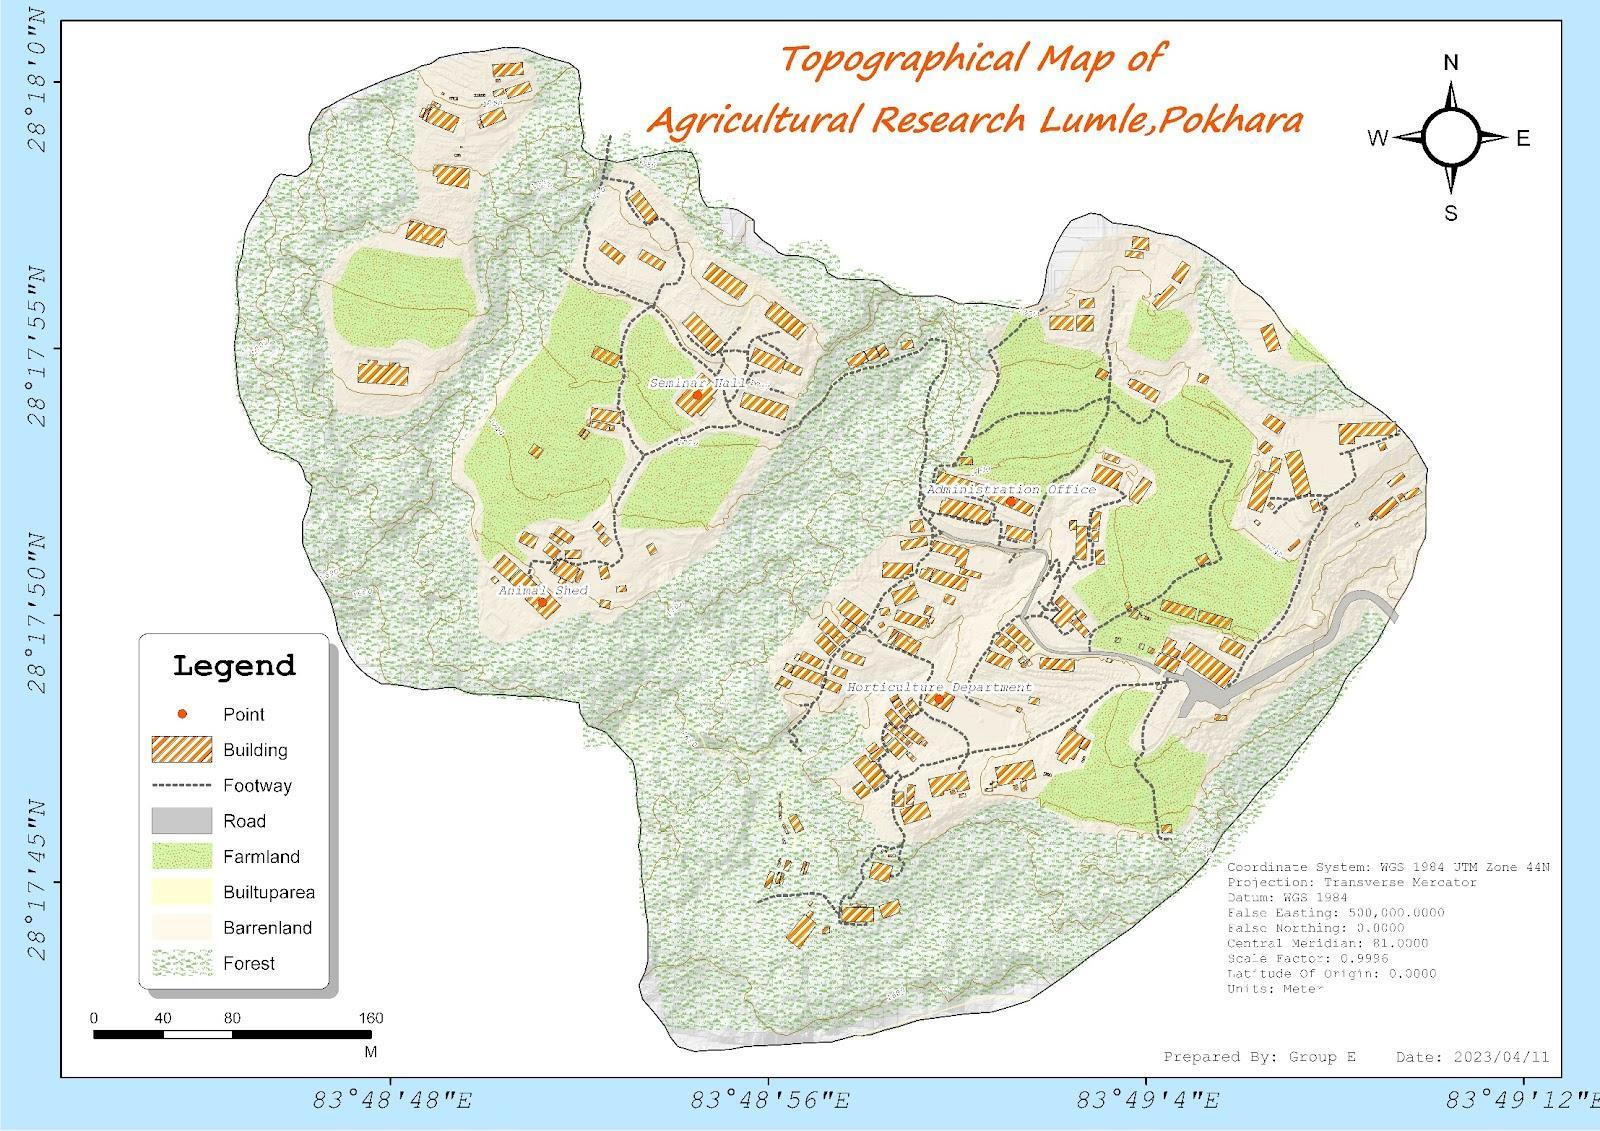 Topographical Map of
Agricultural Research Lumle,Pokhara
N
W E
S
28°18'0"N
28°17'55"N
28°17'50"N
28°17'45"N
Seminar Hall
Administration Office
Animal Shed
Horticulture Department
Legend
Point
Building
Footway
Road
Farmland
Builtuparea
Barrenland
Forest
0 40 80 160
M
Coordinate System: WGS 1984 UTM Zone 44N
Projection: Transverse Mercator
Datum: WGS 1984
False Easting: 500,000.0000
False Northing: 0.0000
Central Meridian: 81.0000
Scale Factor: 0.9996
Latitude Of Origin: 0.0000
Units: Meter
Prepared By: Group E Date: 2023/04/11
83°48'48"E 83°48'56"E 83°49'4"E 83°49'12"E